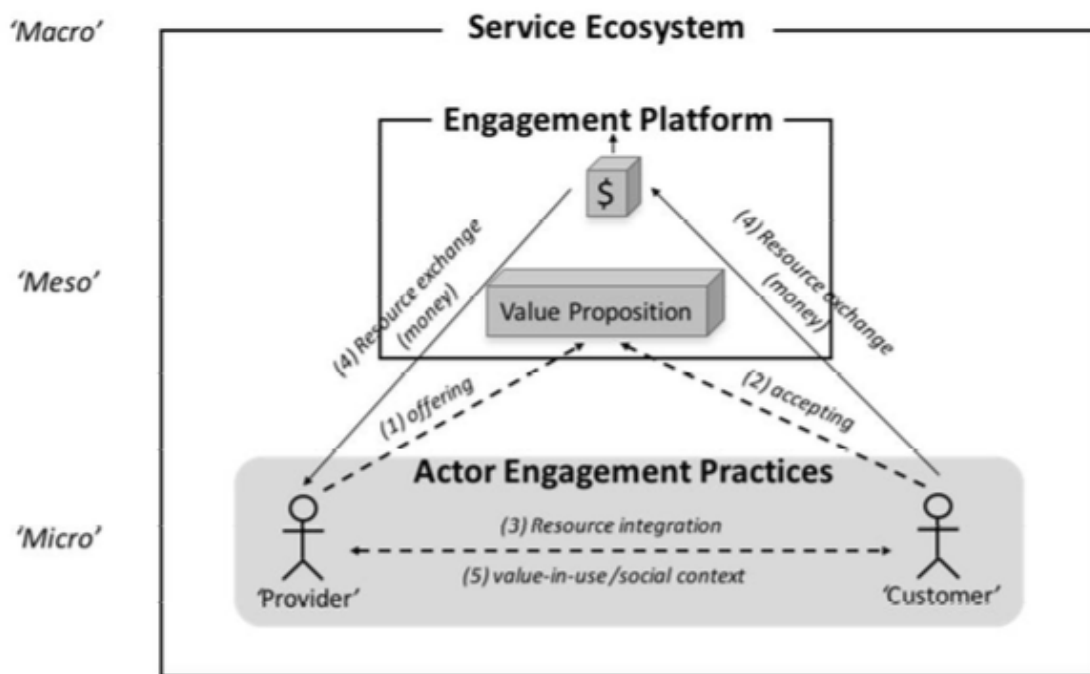 'Macro'
Service Ecosystem
Engagement Platform
$
(4) Resource exchange
(money)
(4) Resource exchange
(money)
'Meso'
Value Proposition
(1) offering
(2) accepting
Actor Engagement Practices
'Micro'
(3) Resource integration
(5) value-in-use/social context
'Provider'
'Customer'